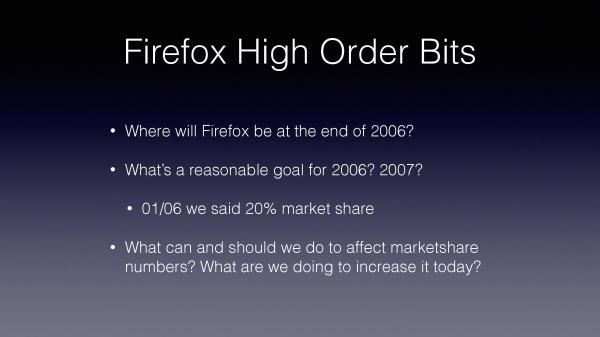 Firefox High Order Bits
• Where will Firefox be at the end of 2006?
• What's a reasonable goal for 2006? 2007?
• 01/06 we said 20% market share
• What can and should we do to affect marketshare
numbers? What are we doing to increase it today?